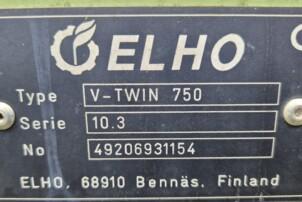 ELHO
Type V-TWIN 750
Serie 10.3
No 49206931154
ELHO, 68910 Bennäs, Finland